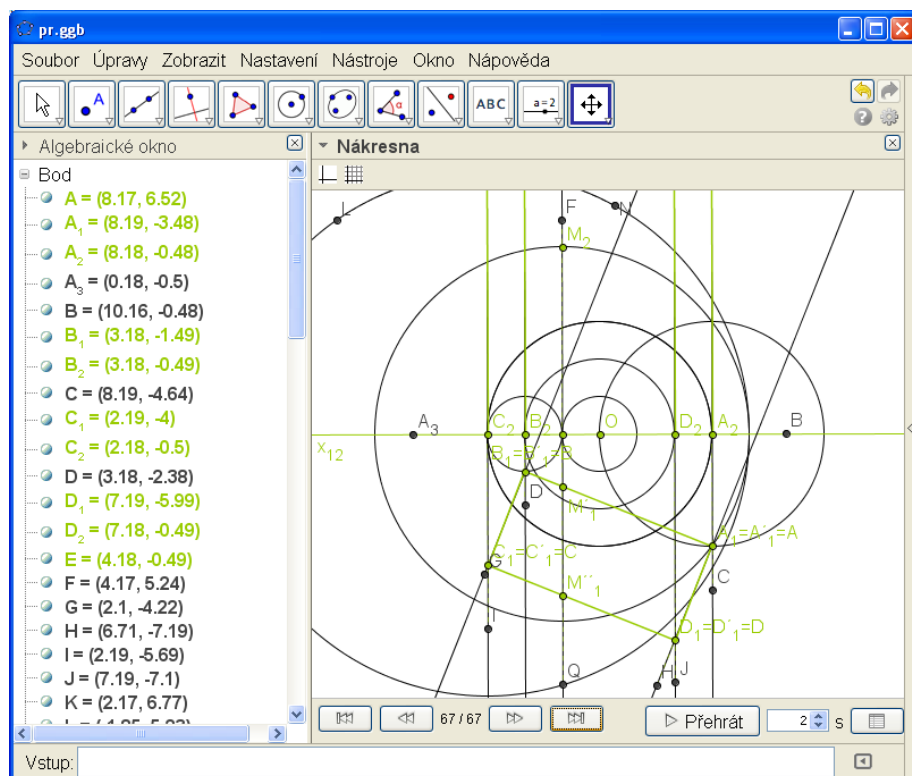 pr.ggb
Soubor Úpravy Zobrazit Nastavení Nástroje Okno Nápověda
A α ABC a=2
Algebraické okno
Nákresna
Bod
A = (8.17, 6.52)
A₁ = (8.19, -3.48)
A₂ = (8.18, -0.48)
A₃ = (0.18, -0.5)
B = (10.16, -0.48)
B₁ = (3.18, -1.49)
B₂ = (3.18, -0.49)
C = (8.19, -4.64)
C₁ = (2.19, -4)
C₂ = (2.18, -0.5)
D = (3.18, -2.38)
D₁ = (7.19, -5.99)
D₂ = (7.18, -0.49)
E = (4.18, -0.49)
F = (4.17, 5.24)
G = (2.1, -4.22)
H = (6.71, -7.19)
I = (2.19, -5.69)
J = (7.19, -7.1)
K = (2.17, 6.77)
L F N
M₂
A₃ C₂ B₂ O D₂ A₂ B
x₁₂
B₁=B´₁=B
D M´₁
A₁=A´₁=A
G C₁=C´₁=C
C
M´´₁
I D₁=D´₁=D
Q H J
67 / 67 Přehrát 2 s
Vstup: